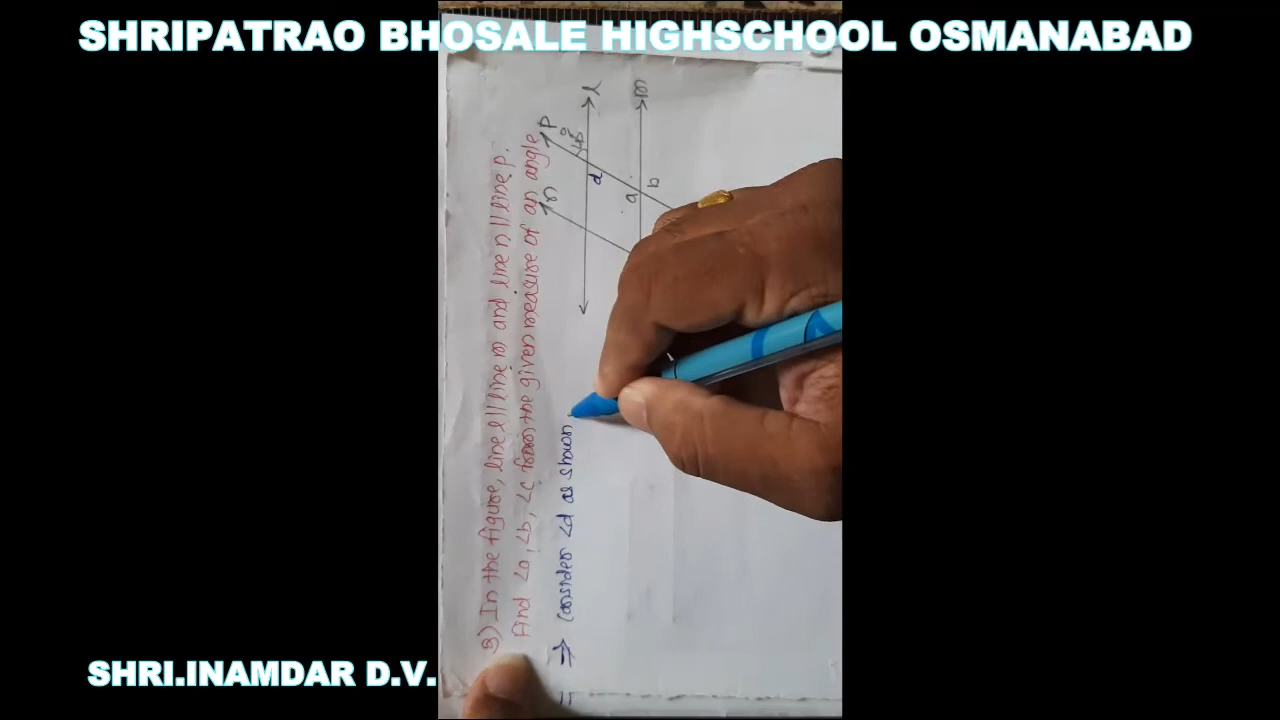 SHRIPATRAO BHOSALE HIGHSCHOOL OSMANABAD
3) In the figure, line l || line m and line n || line p.
Find ∠a, ∠b, ∠c from the given measure of an angle
⇒ Consider ∠d as shown
n
p
45°
l
d
m
a
b
SHRI.INAMDAR D.V.